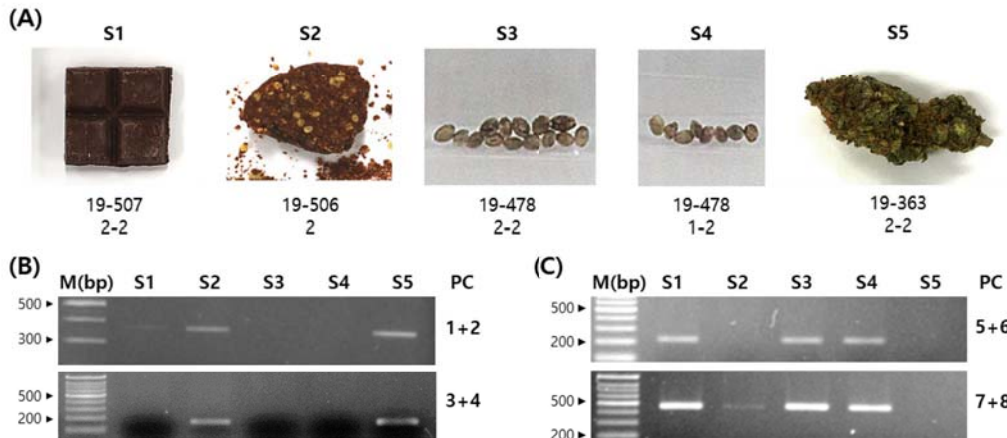 (A)
S1 S2 S3 S4 S5
19-507 19-506 19-478 19-478 19-363
2-2 2 2-2 1-2 2-2
(B) (C)
M(bp) S1 S2 S3 S4 S5 PC M(bp) S1 S2 S3 S4 S5 PC
500 ► 1+2 500 ► 5+6
300 ► 200 ►
500 ► 3+4 500 ► 7+8
200 ► 200 ►